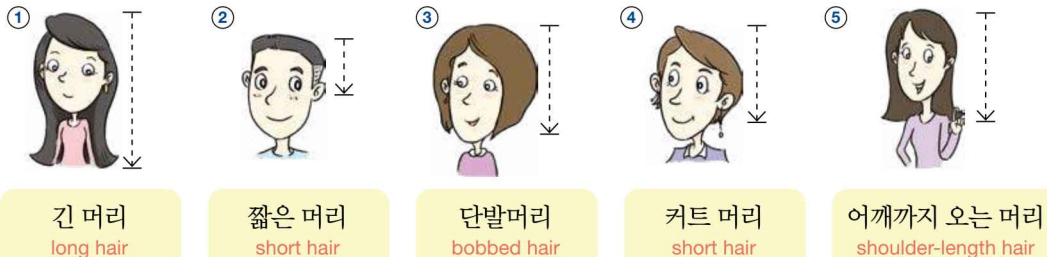 ①
②
③
④
⑤
긴 머리
long hair
짧은 머리
short hair
단발머리
bobbed hair
커트 머리
short hair
어깨까지 오는 머리
shoulder-length hair